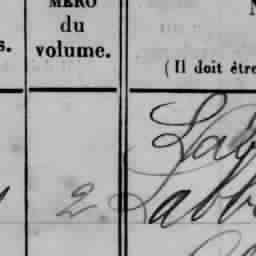 MÉRO
du
volume.
s.
N
( Il doit être
Lab
2 Labb